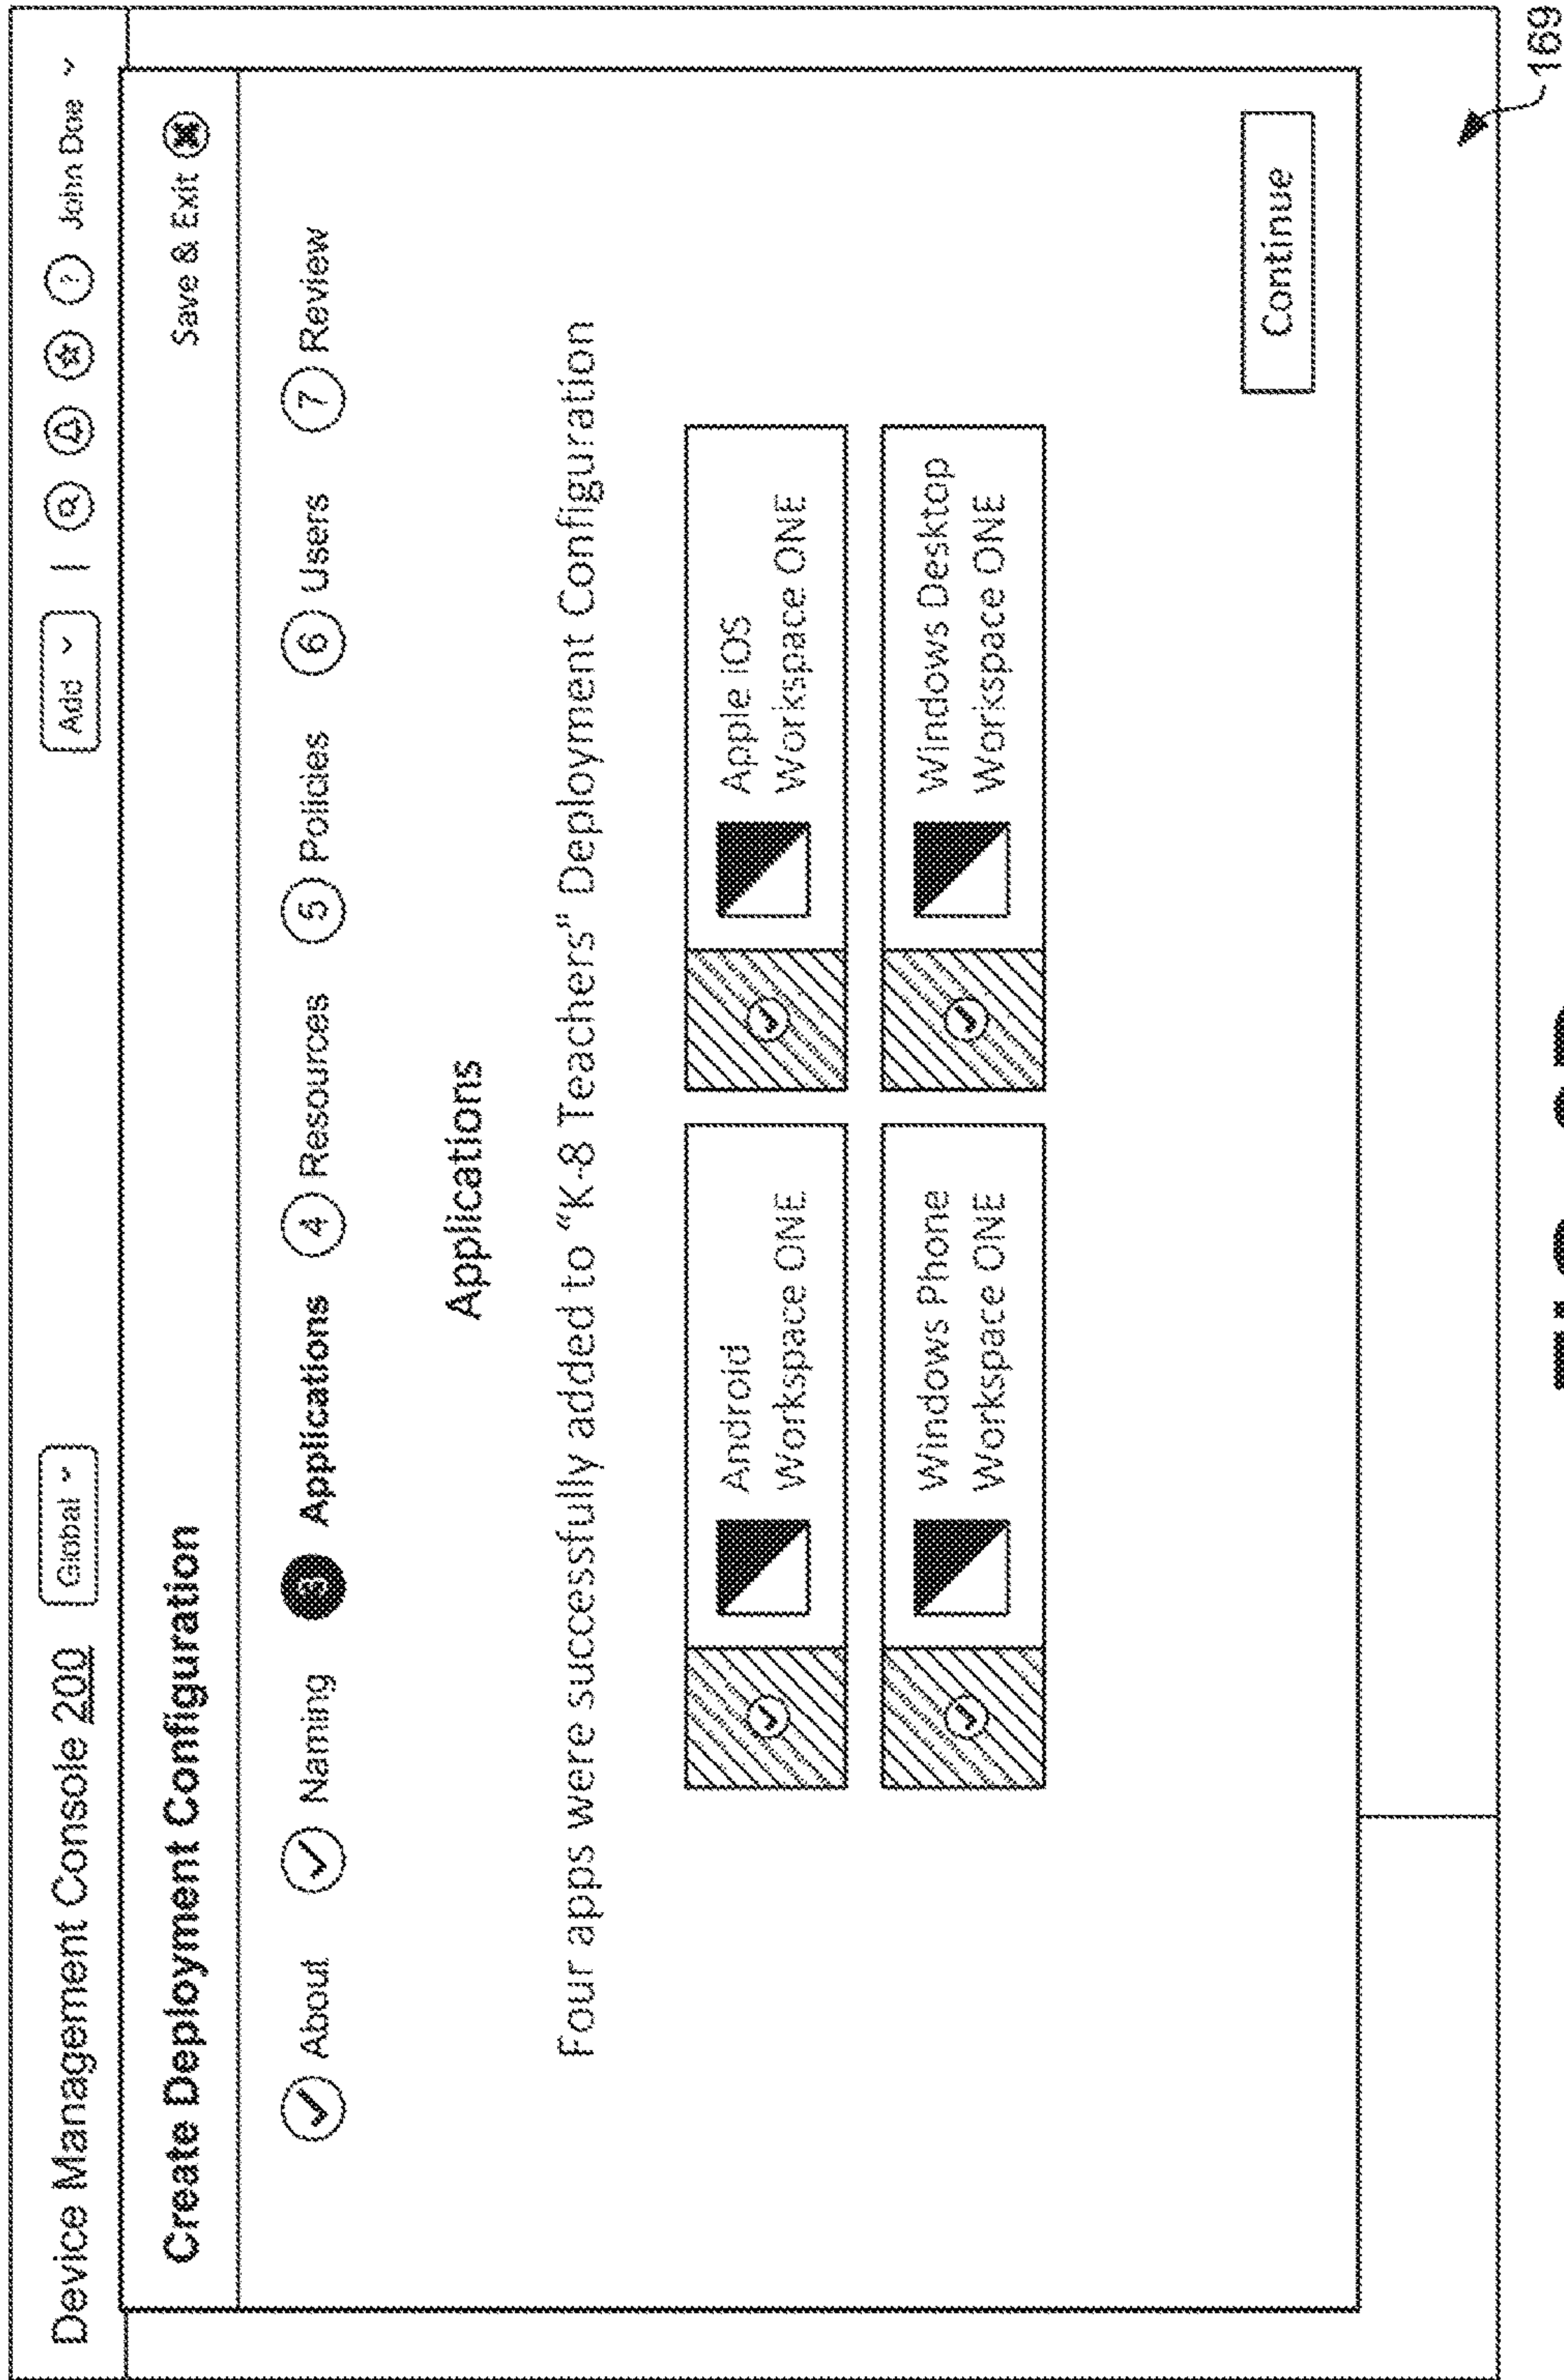 Device Management Console 200 Global Add | ? John Doe
Create Deployment Configuration Save & Exit
About Naming 3 Applications 4 Resources 5 Policies 6 Users 7 Review
Applications
Four apps were successfully added to “K-8 Teachers” Deployment Configuration
Android
Workspace ONE
Apple iOS
Workspace ONE
Windows Phone
Workspace ONE
Windows Desktop
Workspace ONE
Continue
169